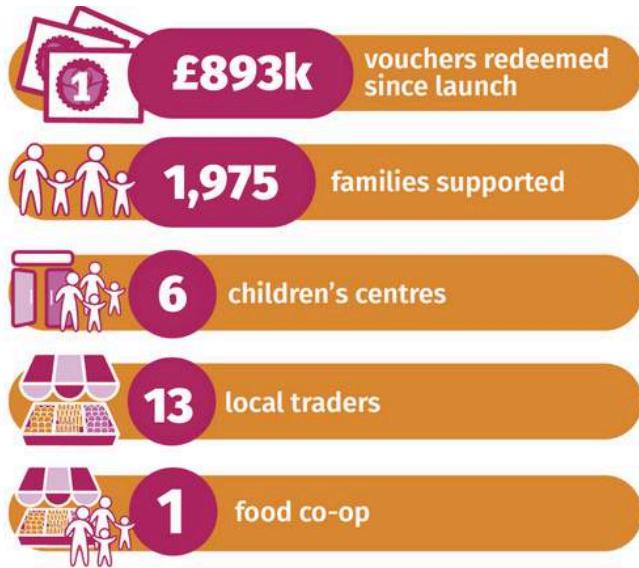 1
£893k
vouchers redeemed
since launch
1,975
families supported
6
children's centres
13
local traders
1
food co-op